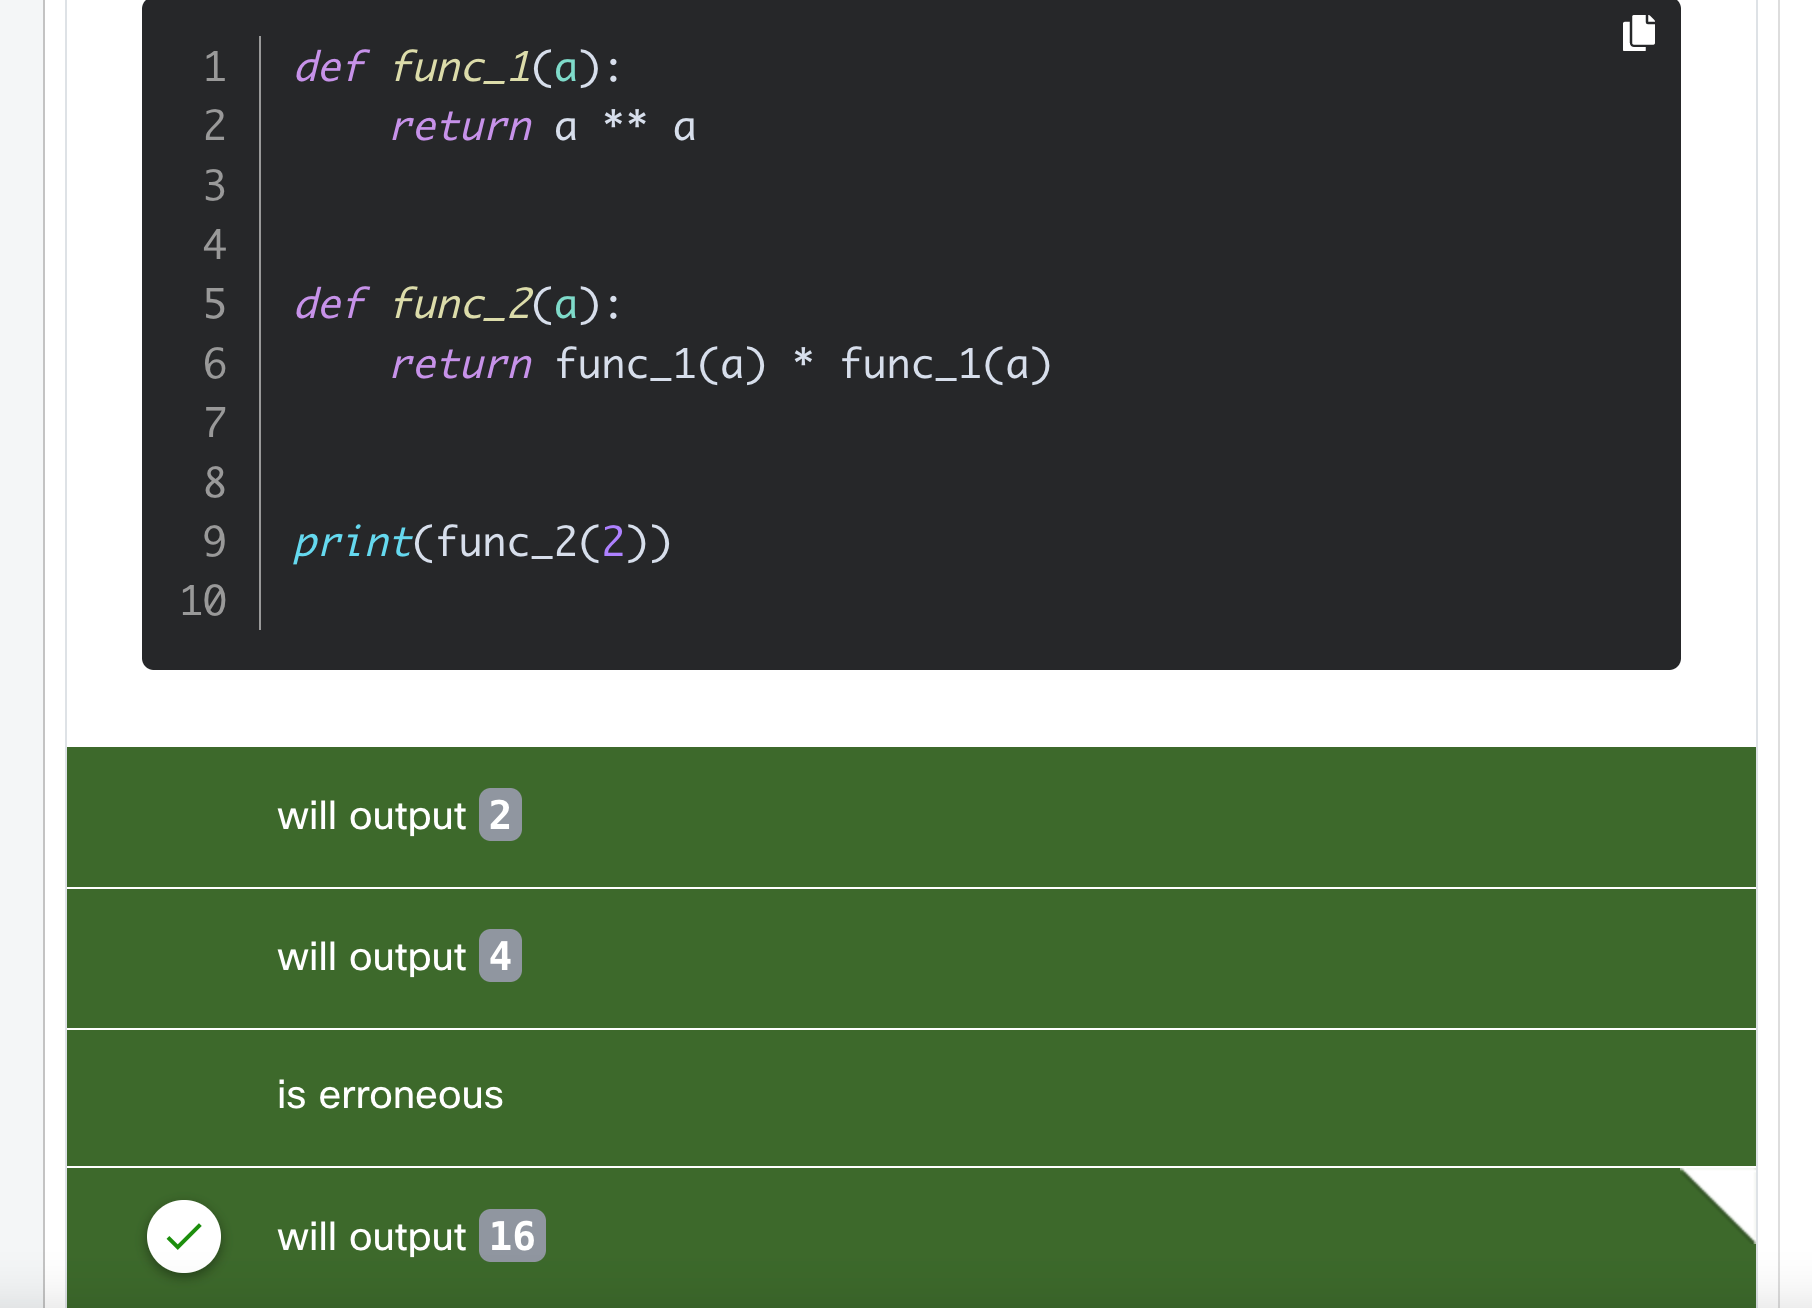 1 def func_1(a):
2     return a ** a
3
4
5 def func_2(a):
6     return func_1(a) * func_1(a)
7
8
9 print(func_2(2))
10
will output 2
will output 4
is erroneous
will output 16